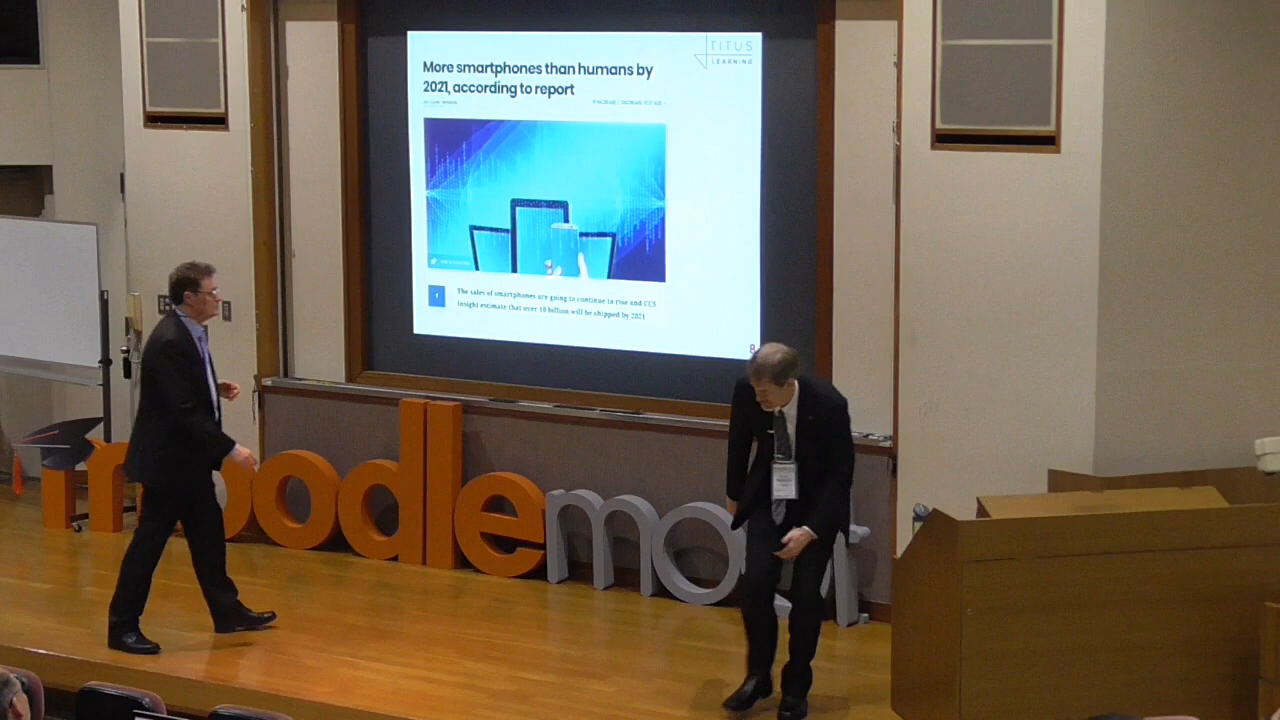 TITUS
LEARNING
More smartphones than humans by
2021, according to report
The sales of smartphones are going to continue to rise and CCS
Insight estimate that over 10 billion will be shipped by 2021
moodlemoot